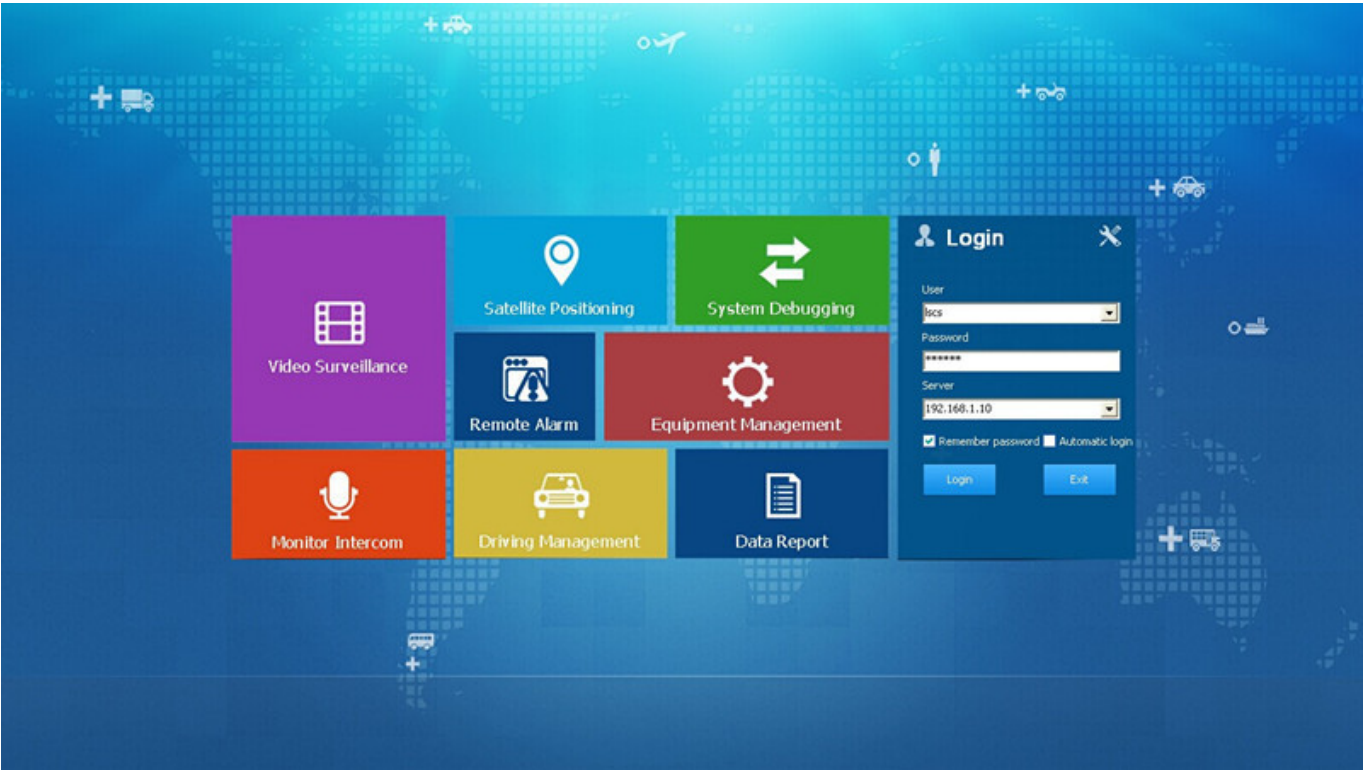 Login
Satellite Positioning
System Debugging
User
lscs
Password
******
Video Surveillance
Server
192.168.1.10
Remote Alarm
Equipment Management
Remember password Automatic login
Login Exit
Monitor Intercom
Driving Management
Data Report